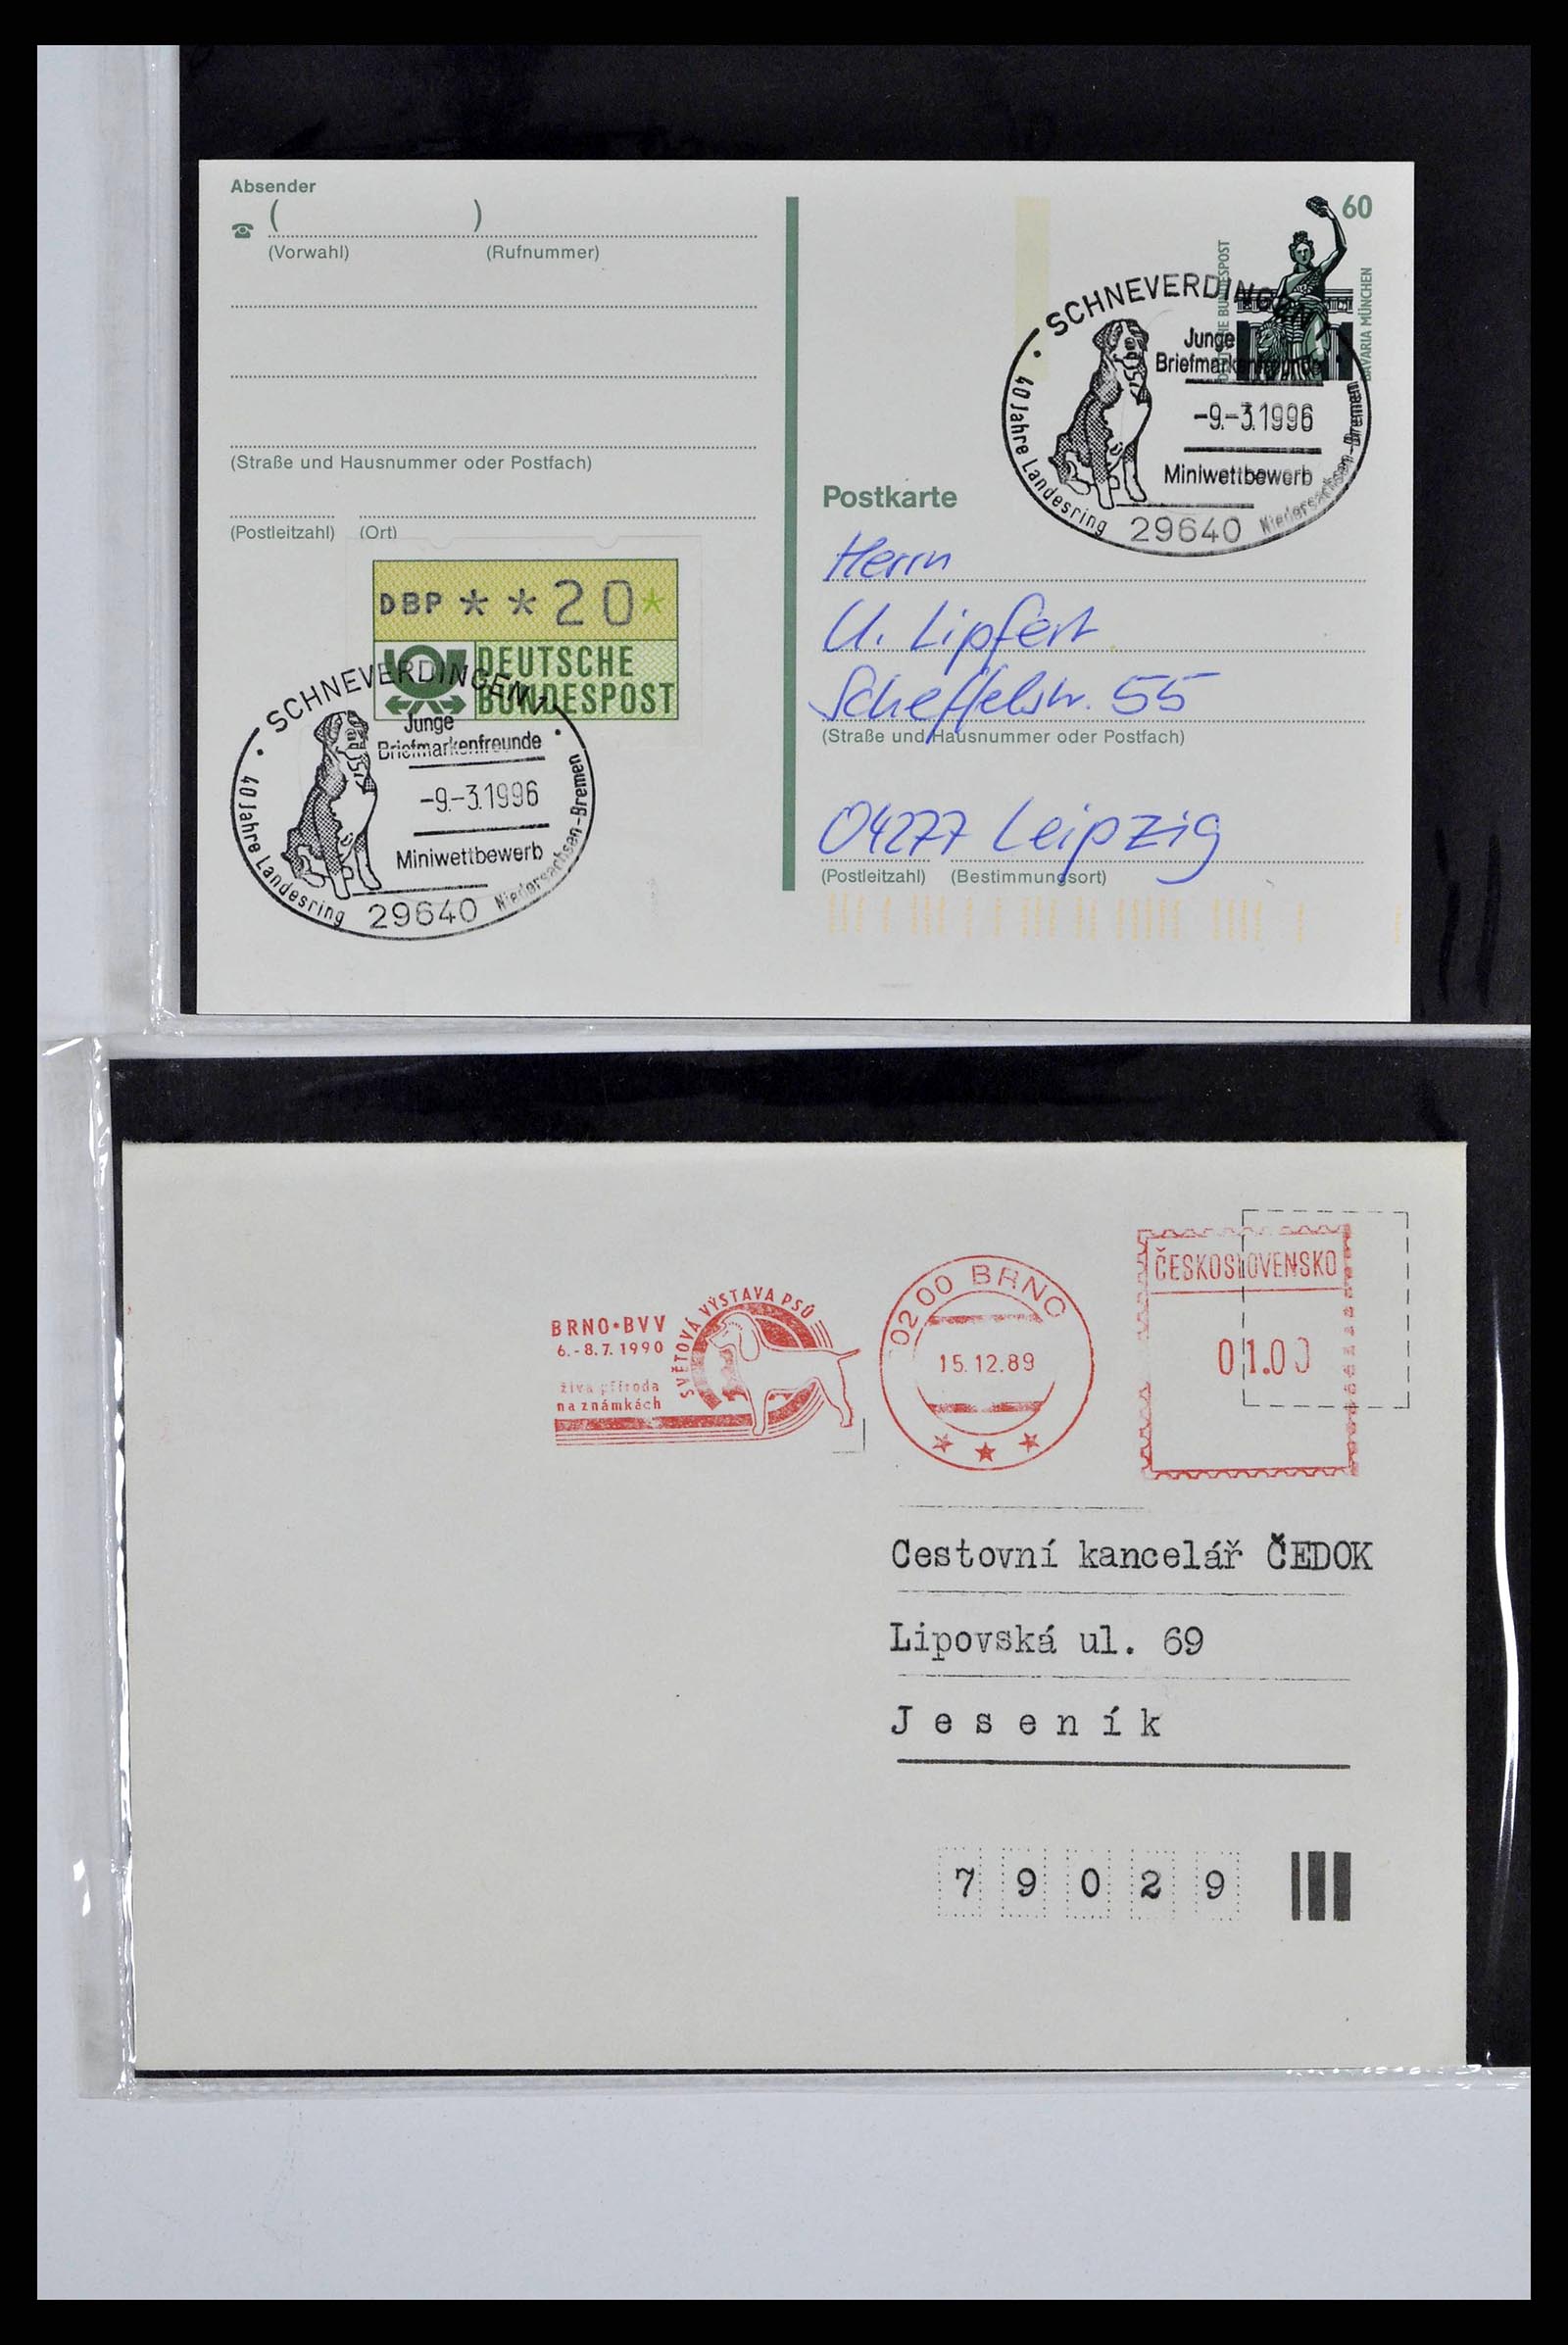 Absender
( )
(Vorwahl) (Rufnummer)
(Straße und Hausnummer oder Postfach)
(Postleitzahl) (Ort)
DBP **20*
DEUTSCHE
BUNDESPOST
SCHNEVERDINGEN 1
Junge
Briefmarkenfreunde
-9.-3.1996
Miniwettbewerb
40 Jahre Landesring Niedersachsen-Bremen
29640
60
DEUTSCHE BUNDESPOST
BAVARIA MÜNCHEN
SCHNEVERDINGEN 1
Junge
Briefmarkenfreunde
-9.-3.1996
Miniwettbewerb
40 Jahre Landesring Niedersachsen-Bremen
29640
Postkarte
Herrn
U. Lipfert
Scheffelstr. 55
(Straße und Hausnummer oder Postfach)
04277 Leipzig
(Postleitzahl) (Bestimmungsort)
BRNO•BVV
6.-8.7.1990
živa příroda
na známkách
SVĚTOVÁ VÝSTAVA PSŮ
0200 BRNO
15.12.89
ČESKOSLOVENSKO
01.00
Cestovní kancelář ČEDOK
Lipovská ul. 69
Jeseník
79029